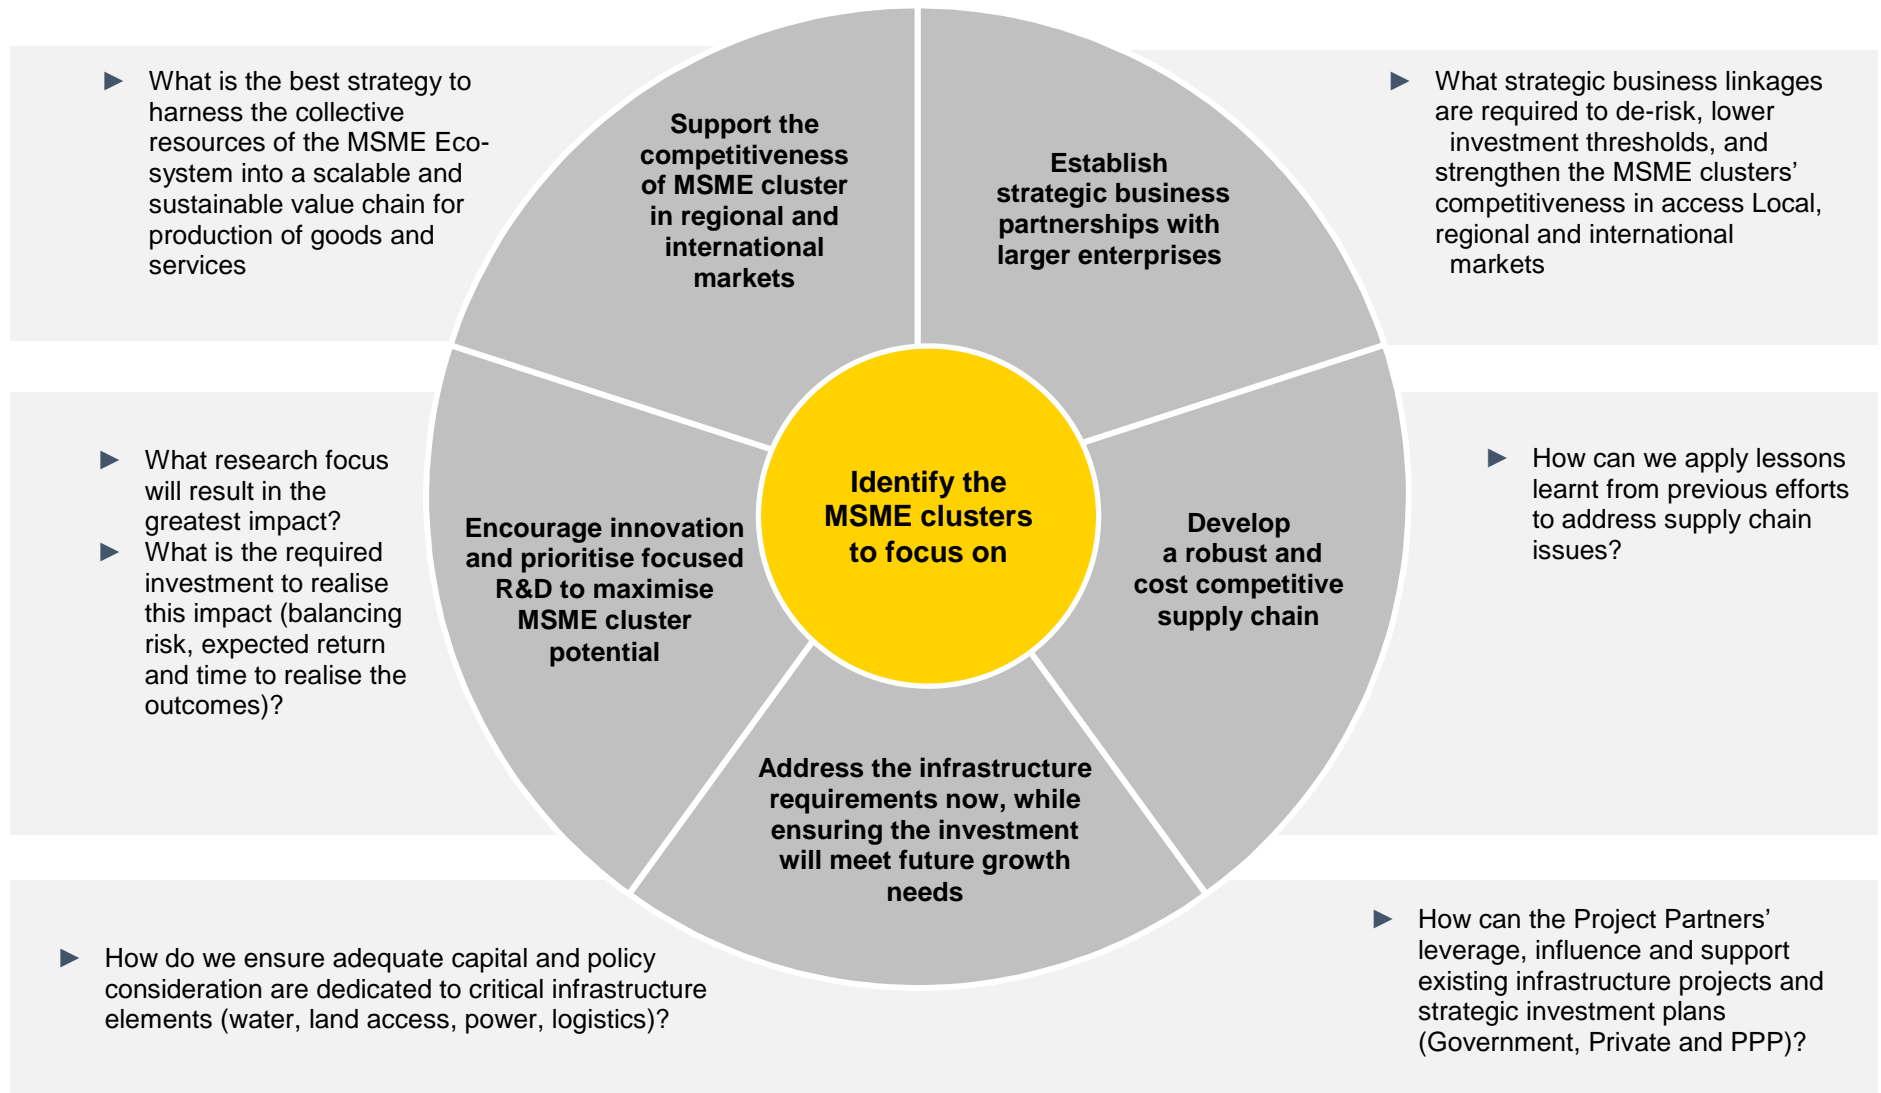 ► What is the best strategy to
harness the collective
resources of the MSME Eco-
system into a scalable and
sustainable value chain for
production of goods and
services
Support the
competitiveness
of MSME cluster
in regional and
international
markets
Establish
strategic business
partnerships with
larger enterprises
► What strategic business linkages
are required to de-risk, lower
investment thresholds, and
strengthen the MSME clusters’
competitiveness in access Local,
regional and international
markets
► What research focus
will result in the
greatest impact?
► What is the required
investment to realise
this impact (balancing
risk, expected return
and time to realise the
outcomes)?
Encourage innovation
and prioritise focused
R&D to maximise
MSME cluster
potential
Identify the
MSME clusters
to focus on
Develop
a robust and
cost competitive
supply chain
► How can we apply lessons
learnt from previous efforts
to address supply chain
issues?
Address the infrastructure
requirements now, while
ensuring the investment
will meet future growth
needs
► How do we ensure adequate capital and policy
consideration are dedicated to critical infrastructure
elements (water, land access, power, logistics)?
► How can the Project Partners’
leverage, influence and support
existing infrastructure projects and
strategic investment plans
(Government, Private and PPP)?